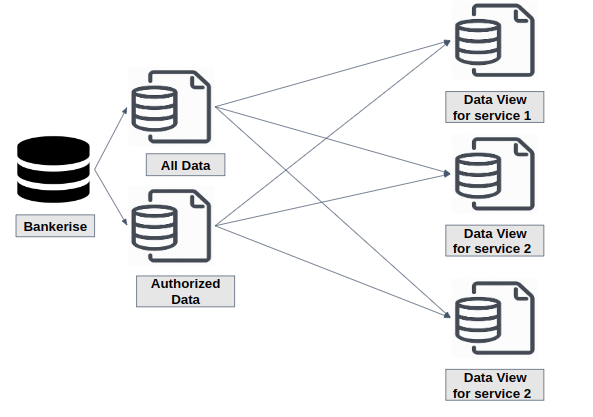 Bankerise
All Data
Authorized
Data
Data View
for service 1
Data View
for service 2
Data View
for service 2